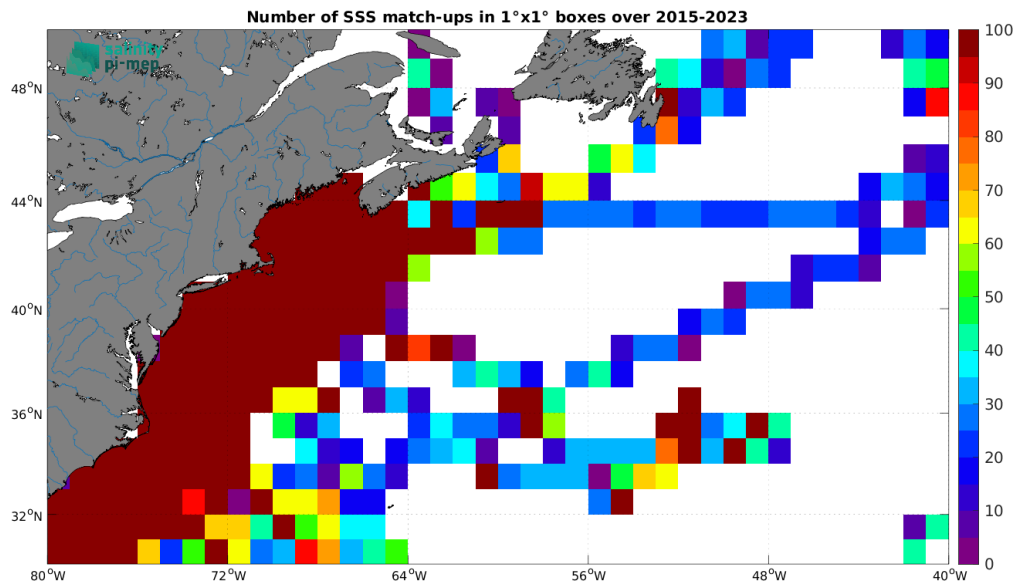 Number of SSS match-ups in 1°x1° boxes over 2015-2023
salinity
pi-mep
48°N
44°N
40°N
36°N
32°N
80°W
72°W
64°W
56°W
48°W
40°W
100
90
80
70
60
50
40
30
20
10
0